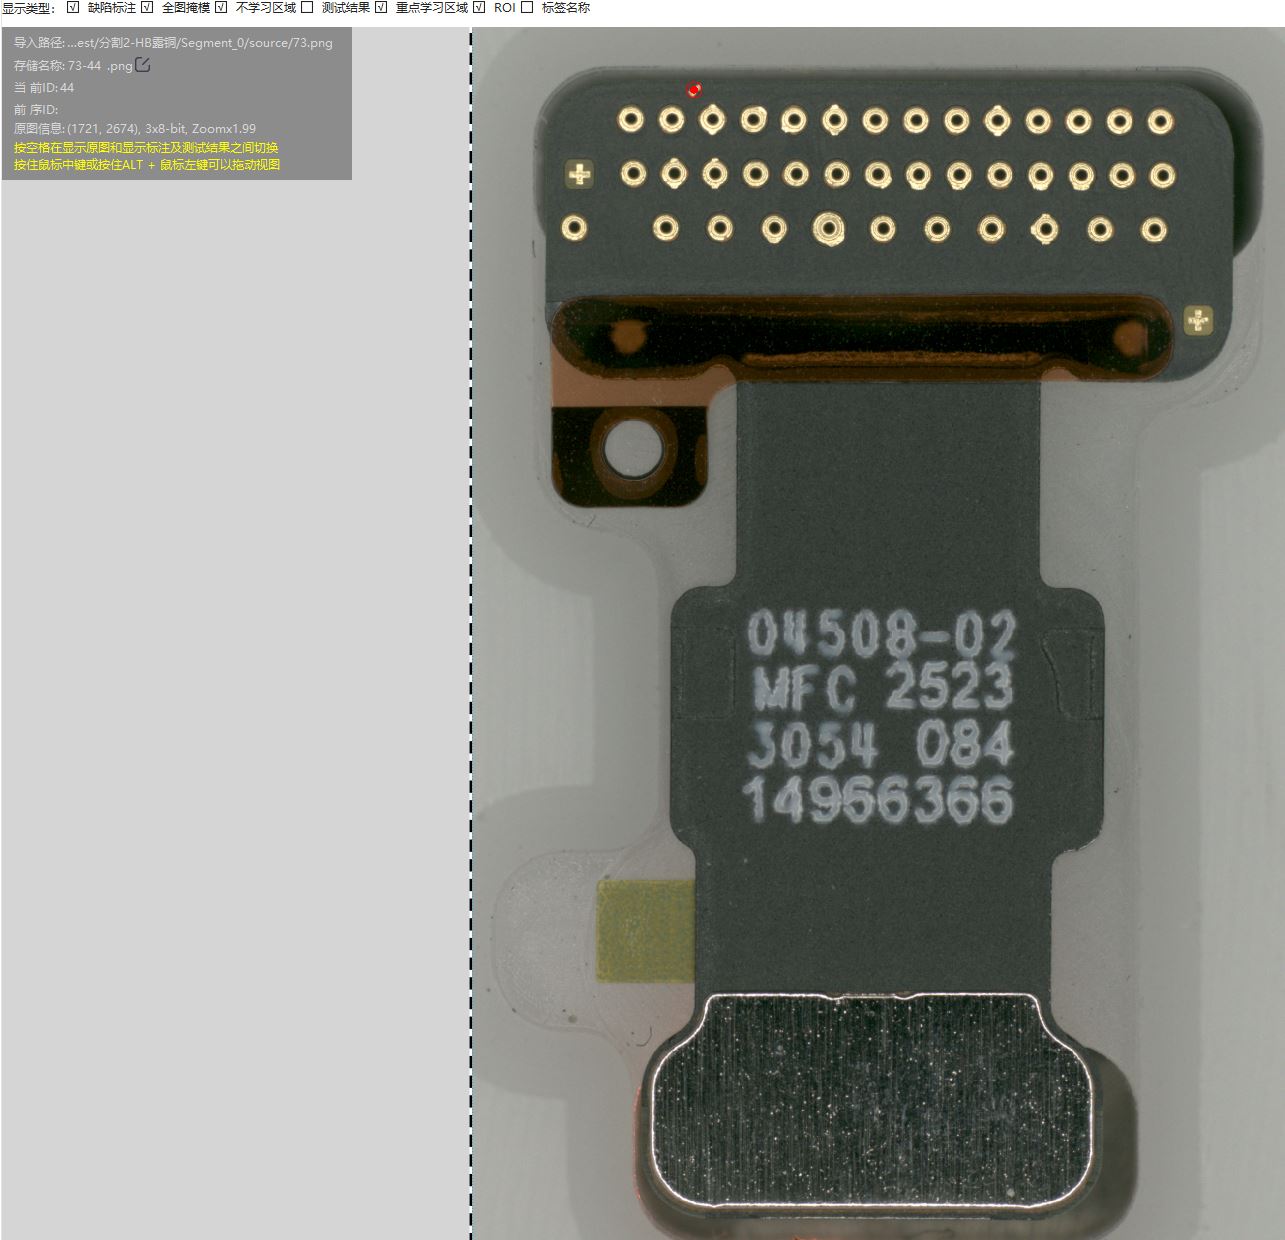 显示类型: 缺陷标注 全图掩模 不学习区域 测试结果 重点学习区域 ROI 标签名称
导入路径: ...est/分割2-HB露铜/Segment_0/source/73.png
存储名称: 73-44 .png
当 前ID: 44
前 序ID:
原图信息: (1721, 2674), 3x8-bit, Zoomx1.99
按空格在显示原图和显示标注及测试结果之间切换
按住鼠标中键或按住ALT + 鼠标左键可以拖动视图
04508-02
MFC 2523
3054 084
14966366